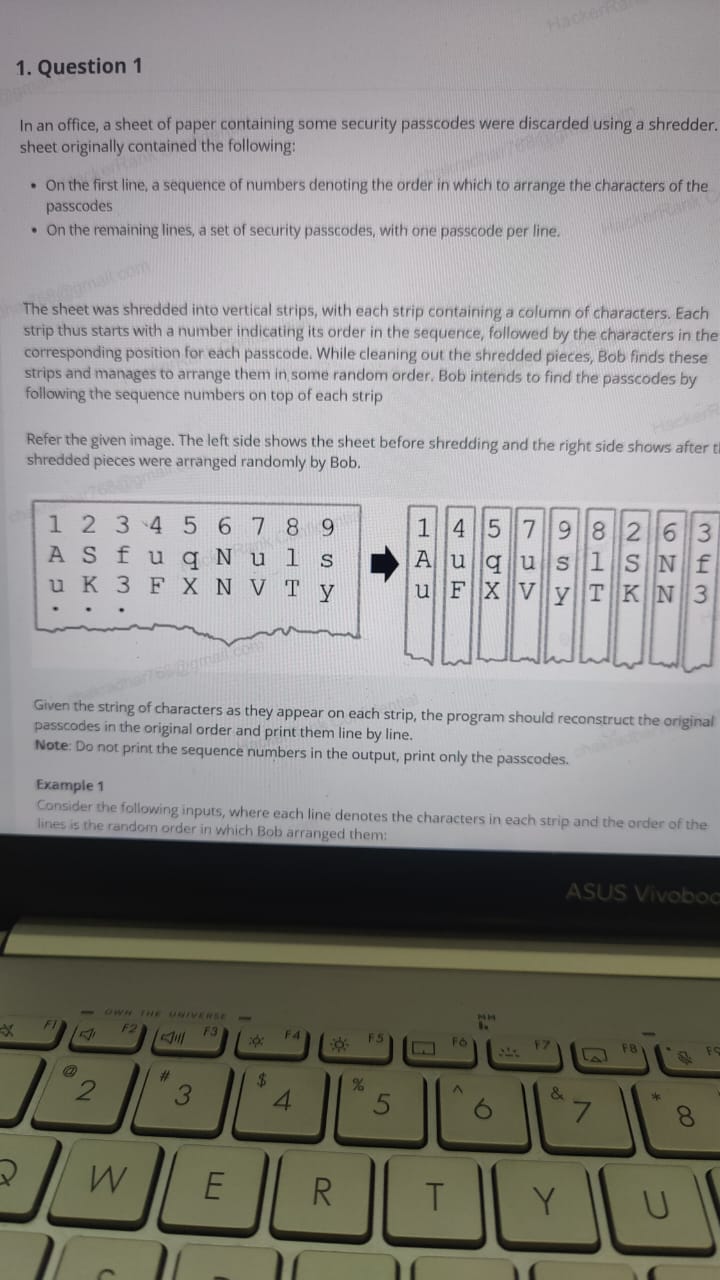 1. Question 1
In an office, a sheet of paper containing some security passcodes were discarded using a shredder.
sheet originally contained the following:
• On the first line, a sequence of numbers denoting the order in which to arrange the characters of the
passcodes
• On the remaining lines, a set of security passcodes, with one passcode per line.
The sheet was shredded into vertical strips, with each strip containing a column of characters. Each
strip thus starts with a number indicating its order in the sequence, followed by the characters in the
corresponding position for each passcode. While cleaning out the shredded pieces, Bob finds these
strips and manages to arrange them in some random order. Bob intends to find the passcodes by
following the sequence numbers on top of each strip
Refer the given image. The left side shows the sheet before shredding and the right side shows after
shredded pieces were arranged randomly by Bob.
1 2 3 4 5 6 7 8 9
A S f u q N u l s
u K 3 F X N V T y
. . .
1 4 5 7 9 8 2 6 3
A u q u s l S N f
u F X V y T K N 3
Given the string of characters as they appear on each strip, the program should reconstruct the original
passcodes in the original order and print them line by line.
Note: Do not print the sequence numbers in the output, print only the passcodes.
Example 1
Consider the following inputs, where each line denotes the characters in each strip and the order of the
lines is the random order in which Bob arranged them:
ASUS
OWN THE UNIVERSE
F1 F2 F3 F4 F5 F6 F7 F8
@ 2 # 3 $ 4 % 5 ^ 6 & 7 * 8
W E R T Y U